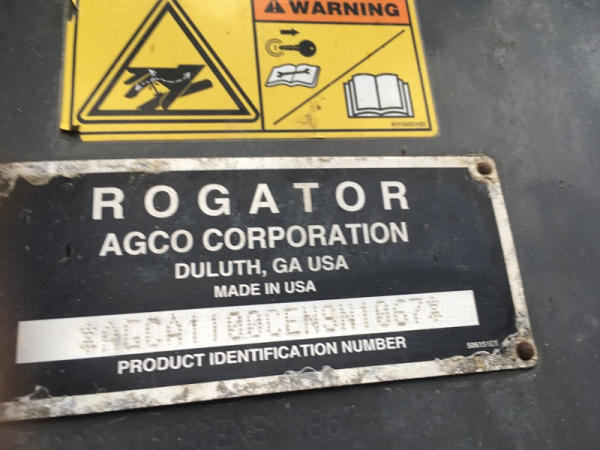 WARNING
ROGATOR
AGCO CORPORATION
DULUTH, GA USA
MADE IN USA
*AGCA1100CEN9N1067*
PRODUCT IDENTIFICATION NUMBER